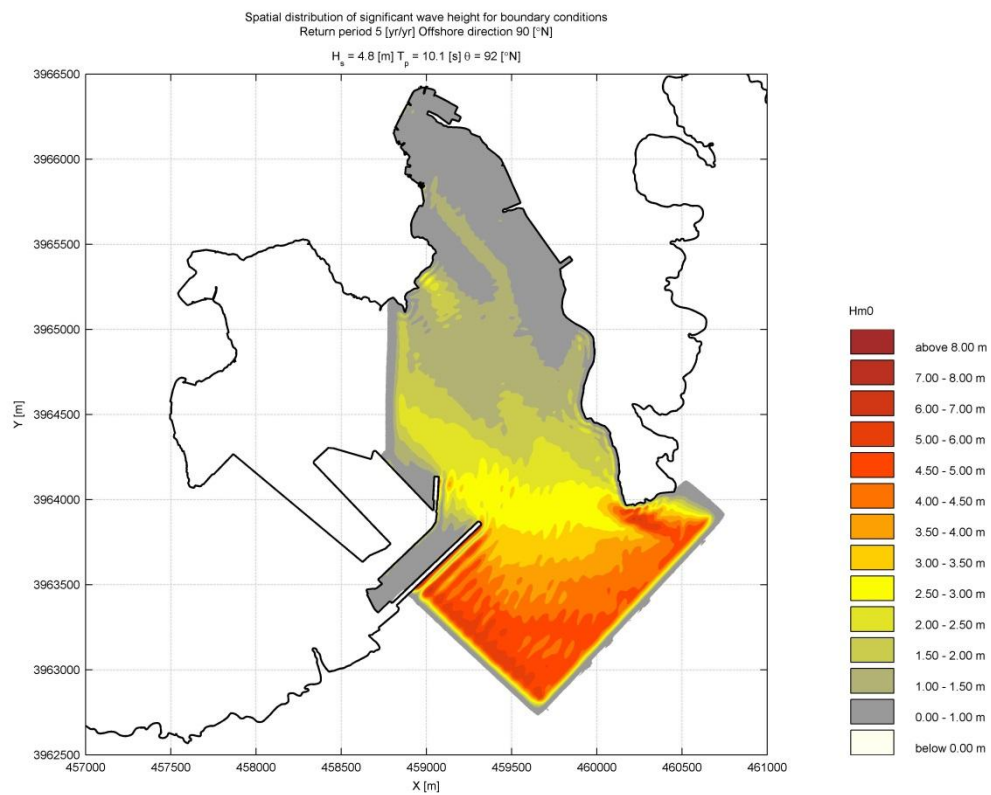 Spatial distribution of significant wave height for boundary conditions
Return period 5 [yr/yr] Offshore direction 90 [°N]
H_s = 4.8 [m] T_p = 10.1 [s] θ = 92 [°N]
3966500
3966000
3965500
3965000
3964500
3964000
3963500
3963000
3962500
Y [m]
457000 457500 458000 458500 459000 459500 460000 460500 461000
X [m]
Hm0
above 8.00 m
7.00 - 8.00 m
6.00 - 7.00 m
5.00 - 6.00 m
4.50 - 5.00 m
4.00 - 4.50 m
3.50 - 4.00 m
3.00 - 3.50 m
2.50 - 3.00 m
2.00 - 2.50 m
1.50 - 2.00 m
1.00 - 1.50 m
0.00 - 1.00 m
below 0.00 m